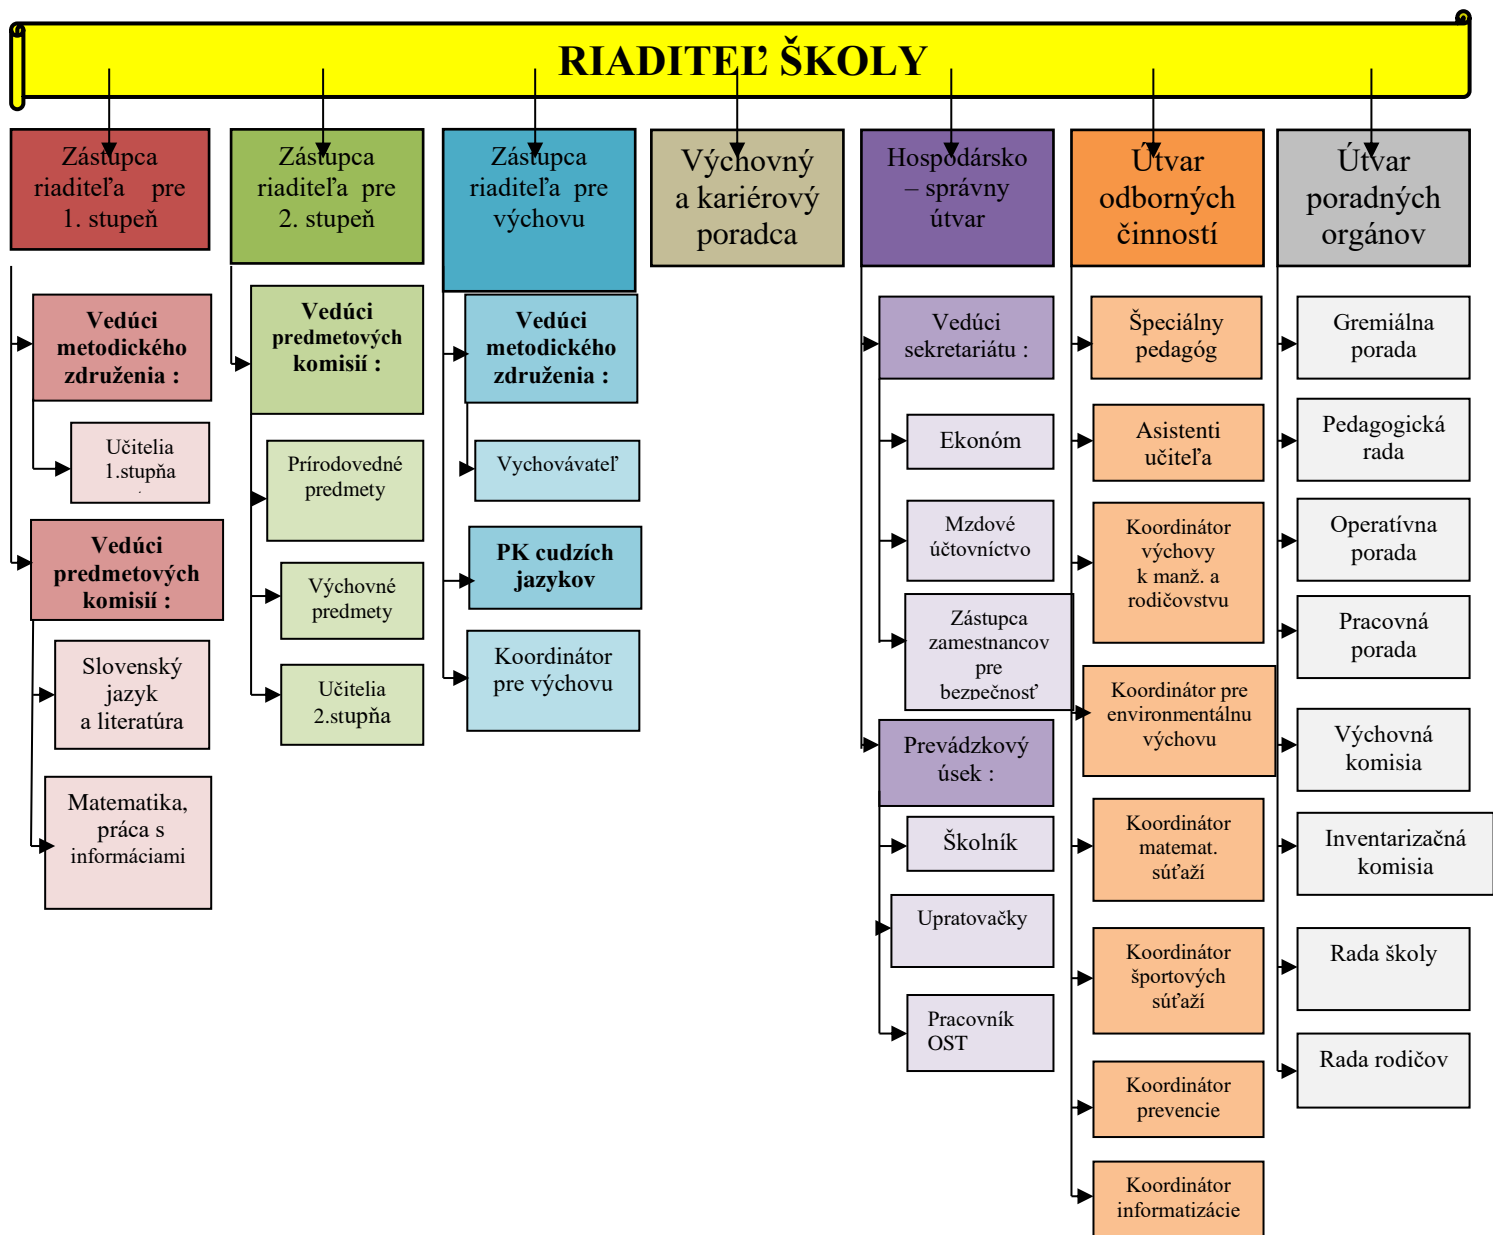 RIADITEĽ ŠKOLY
Zástupca
riaditeľa pre
1. stupeň
Vedúci
metodického
združenia :
Učitelia
1.stupňa
.
Vedúci
predmetových
komisií :
Slovenský
jazyk
a literatúra
Matematika,
práca s
informáciami
Zástupca
riaditeľa pre
2. stupeň
Vedúci
predmetových
komisií :
Prírodovedné
predmety
Výchovné
predmety
Učitelia
2.stupňa
Zástupca
riaditeľa pre
výchovu
Vedúci
metodického
združenia :
Vychovávateľ
PK cudzích
jazykov
Koordinátor
pre výchovu
Výchovný
a kariérový
poradca
Hospodársko
– správny
útvar
Vedúci
sekretariátu :
Ekonóm
Mzdové
účtovníctvo
Zástupca
zamestnancov
pre
bezpečnosť
Prevádzkový
úsek :
Školník
Upratovačky
Pracovník
OST
Útvar
odborných
činností
Špeciálny
pedagóg
Asistenti
učiteľa
Koordinátor
výchovy
k manž. a
rodičovstvu
Koordinátor pre
environmentálnu
výchovu
Koordinátor
matemat.
súťaží
Koordinátor
športových
súťaží
Koordinátor
prevencie
Koordinátor
informatizácie
Útvar
poradných
orgánov
Gremiálna
porada
Pedagogická
rada
Operatívna
porada
Pracovná
porada
Výchovná
komisia
Inventarizačná
komisia
Rada školy
Rada rodičov